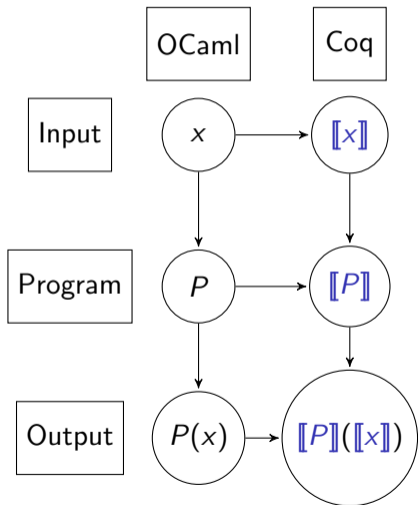 OCaml Coq
Input x ⟦x⟧
Program P ⟦P⟧
Output P(x) ⟦P⟧(⟦x⟧)